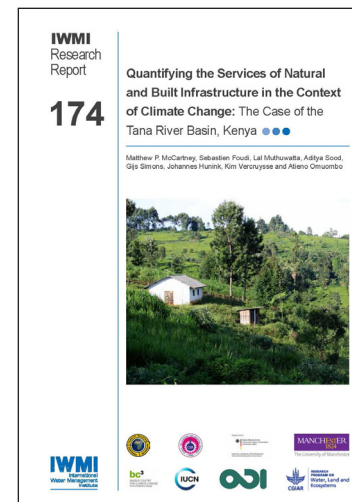 IWMI
Research
Report
174
Quantifying the Services of Natural
and Built Infrastructure in the Context
of Climate Change: The Case of the
Tana River Basin, Kenya
Matthew P. McCartney, Sebastien Foudi, Lal Muthuwatta, Aditya Sood,
Gijs Simons, Johannes Hunink, Kim Vercruysse and Atieno Omuombo
IWMI
International
Water Management
Institute
MANCHESTER
1824
The University of Manchester
bc³
IUCN
ODI
CGIAR
RESEARCH
PROGRAM ON
Water, Land and
Ecosystems